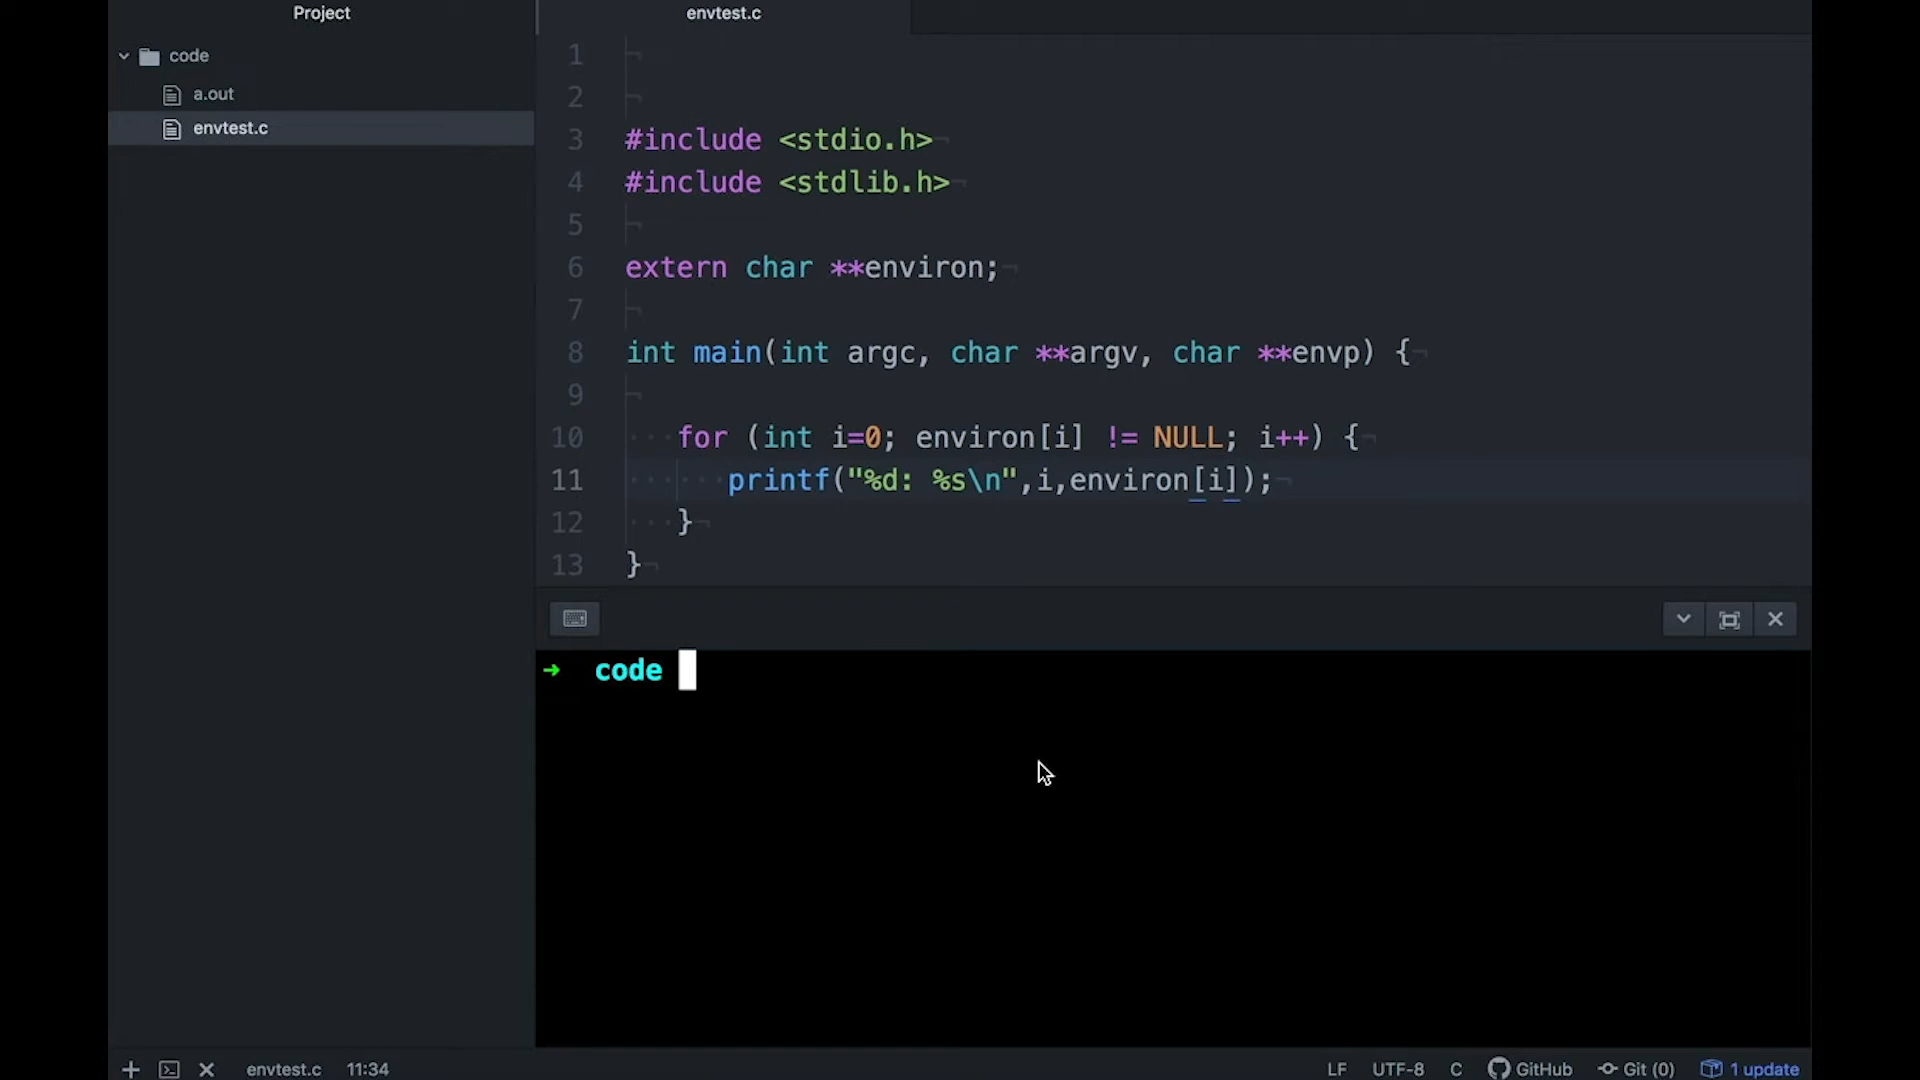 Project
envtest.c
code
a.out
envtest.c
1
2
3 #include <stdio.h>
4 #include <stdlib.h>
5
6 extern char **environ;
7
8 int main(int argc, char **argv, char **envp) {
9
10 for (int i=0; environ[i] != NULL; i++) {
11 printf("%d: %s\n",i,environ[i]);
12 }
13 }
→ code
envtest.c 11:34 LF UTF-8 C GitHub Git (0) 1 update